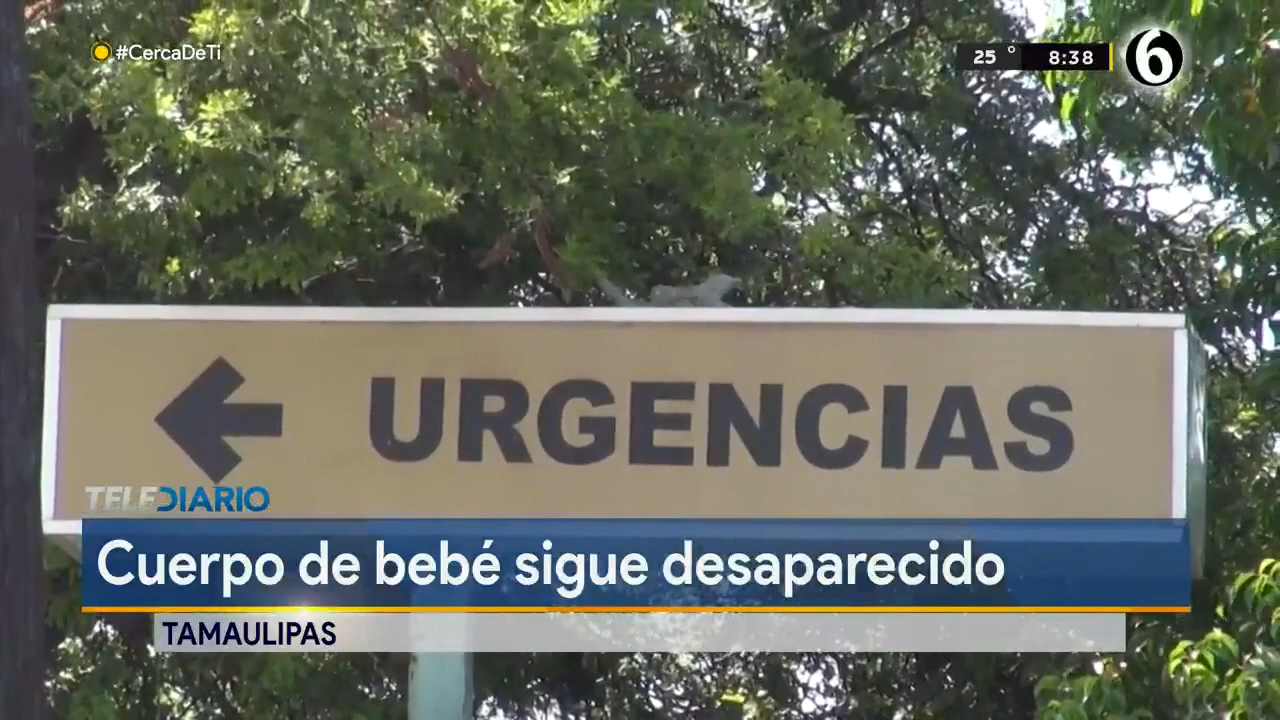 #CercaDeTi
25° 8:38 6
URGENCIAS
TELEDIARIO
Cuerpo de bebé sigue desaparecido
TAMAULIPAS